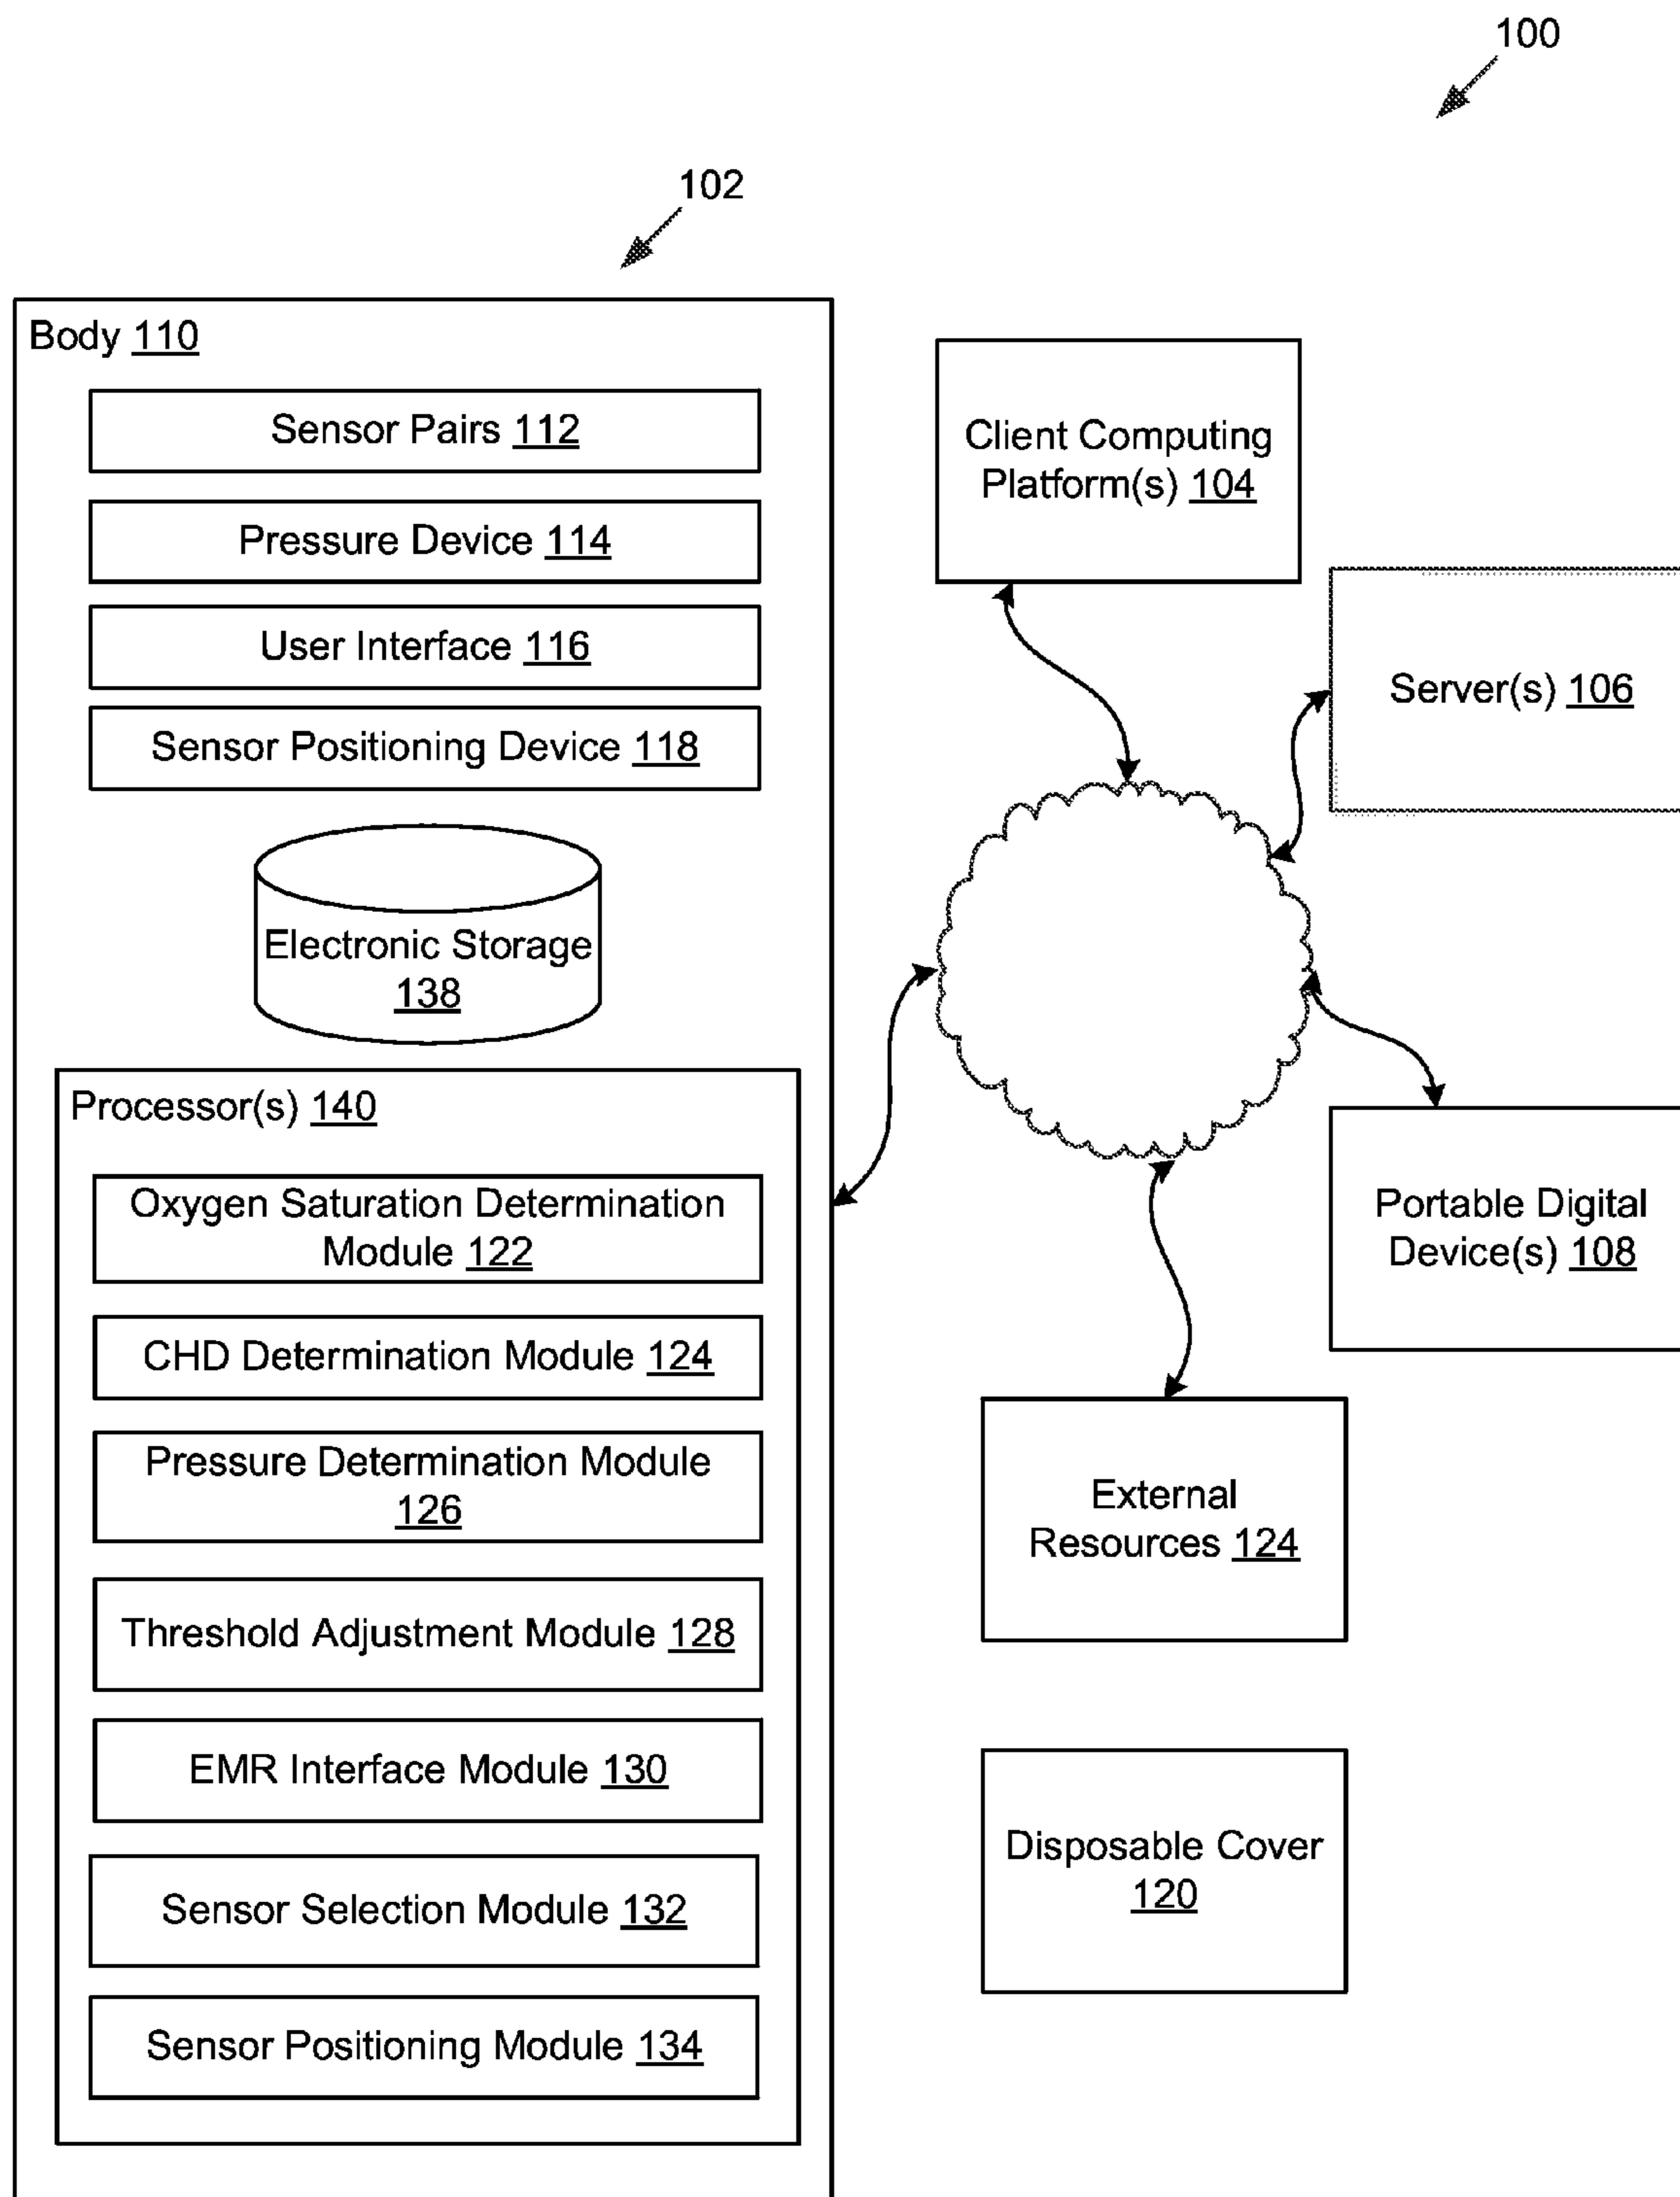 100
102
Body 110
Sensor Pairs 112
Pressure Device 114
User Interface 116
Sensor Positioning Device 118
Electronic Storage
138
Processor(s) 140
Oxygen Saturation Determination
Module 122
CHD Determination Module 124
Pressure Determination Module
126
Threshold Adjustment Module 128
EMR Interface Module 130
Sensor Selection Module 132
Sensor Positioning Module 134
Client Computing
Platform(s) 104
Server(s) 106
Portable Digital
Device(s) 108
External
Resources 124
Disposable Cover
120